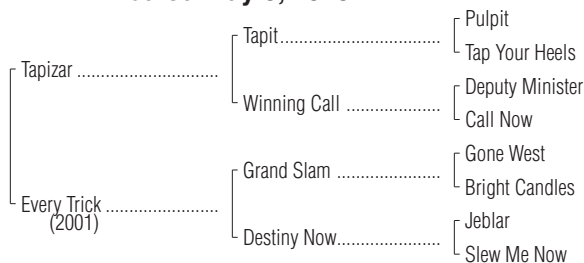 Pulpit
Tapit
Tap Your Heels
Tapizar
Deputy Minister
Winning Call
Call Now
Gone West
Grand Slam
Bright Candles
Every Trick
(2001)
Jeblar
Destiny Now
Slew Me Now